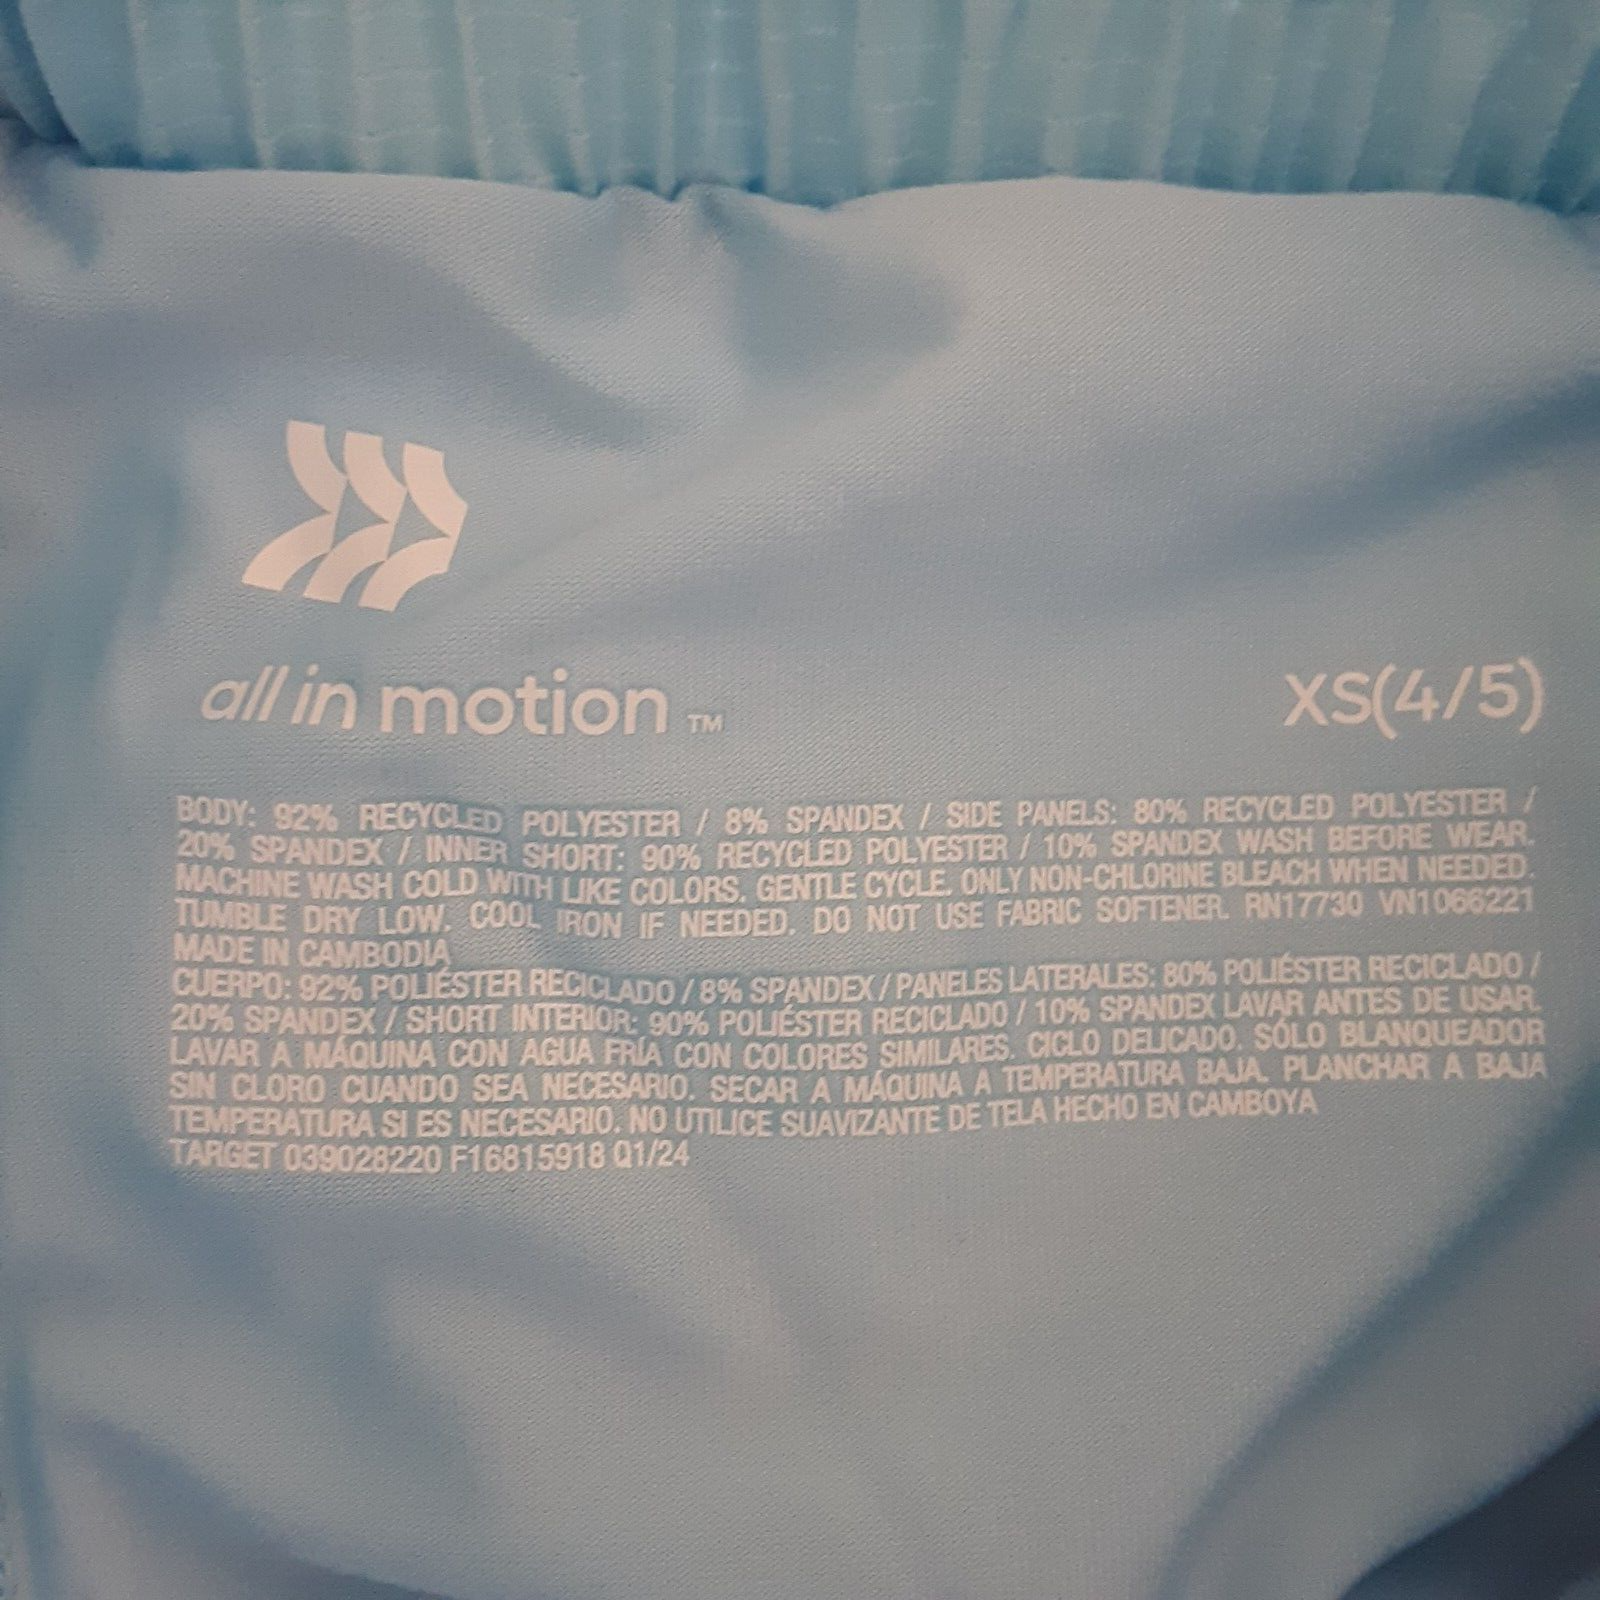 all in motion ™
XS(4/5)
BODY: 92% RECYCLED POLYESTER / 8% SPANDEX / SIDE PANELS: 80% RECYCLED POLYESTER /
20% SPANDEX / INNER SHORT: 90% RECYCLED POLYESTER / 10% SPANDEX WASH BEFORE WEAR.
MACHINE WASH COLD WITH LIKE COLORS. GENTLE CYCLE. ONLY NON-CHLORINE BLEACH WHEN NEEDED.
TUMBLE DRY LOW. COOL IRON IF NEEDED. DO NOT USE FABRIC SOFTENER. RN17730 VN1066221
MADE IN CAMBODIA
CUERPO: 92% POLIÉSTER RECICLADO / 8% SPANDEX / PANELES LATERALES: 80% POLIÉSTER RECICLADO /
20% SPANDEX / SHORT INTERIOR: 90% POLIÉSTER RECICLADO / 10% SPANDEX LAVAR ANTES DE USAR.
LAVAR A MÁQUINA CON AGUA FRÍA CON COLORES SIMILARES. CICLO DELICADO. SÓLO BLANQUEADOR
SIN CLORO CUANDO SEA NECESARIO. SECAR A MÁQUINA A TEMPERATURA BAJA. PLANCHAR A BAJA
TEMPERATURA SI ES NECESARIO. NO UTILICE SUAVIZANTE DE TELA HECHO EN CAMBOYA
TARGET 039028220 F16815918 Q1/24